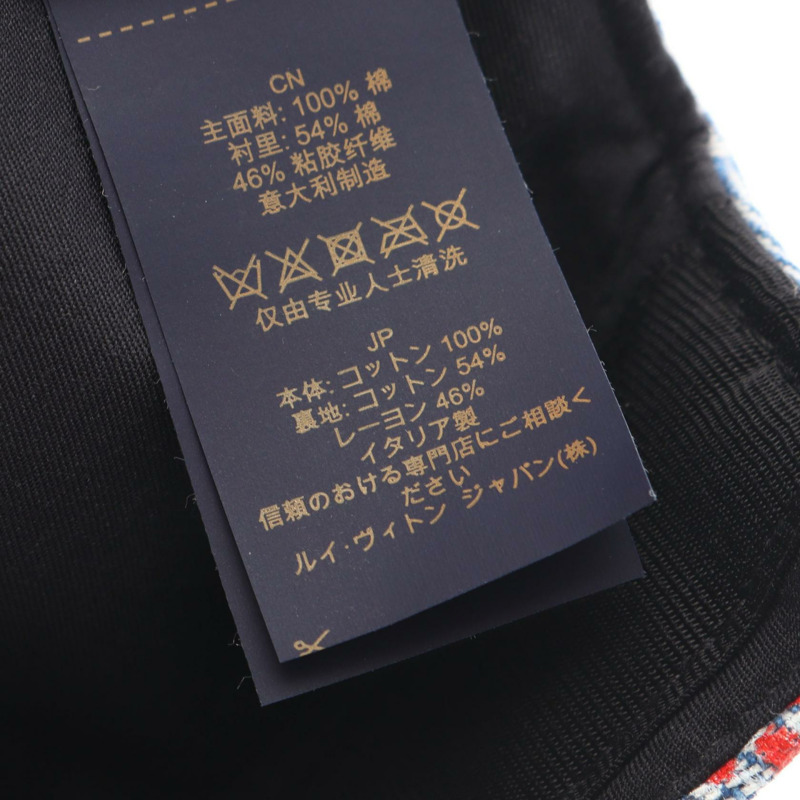 CN
主面料: 100% 棉
衬里: 54% 棉
46% 粘胶纤维
意大利制造
仅由专业人士清洗
JP
本体: コットン 100%
裏地: コットン 54%
レーヨン 46%
イタリア製
信頼のおける専門店にご相談く
ださい
ルイ·ヴィトン ジャパン(株)